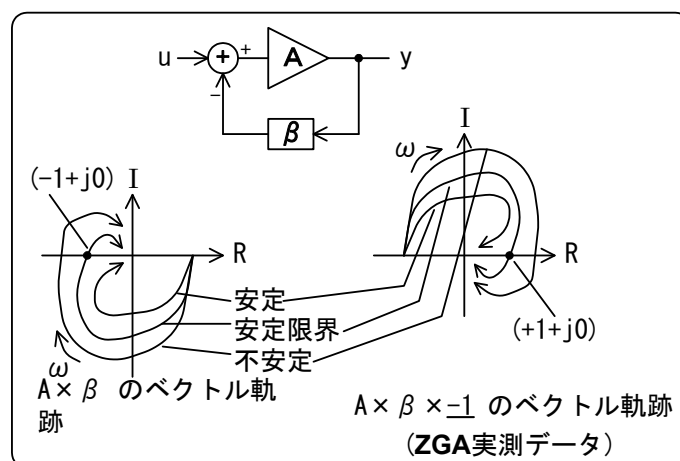 u
+
+
A
y
−
β
(-1+j0)
I
R
ω
A×β のベクトル軌
跡
安定
安定限界
不安定
I
ω
R
(+1+j0)
A×β×-1 のベクトル軌跡
(ZGA実測データ)